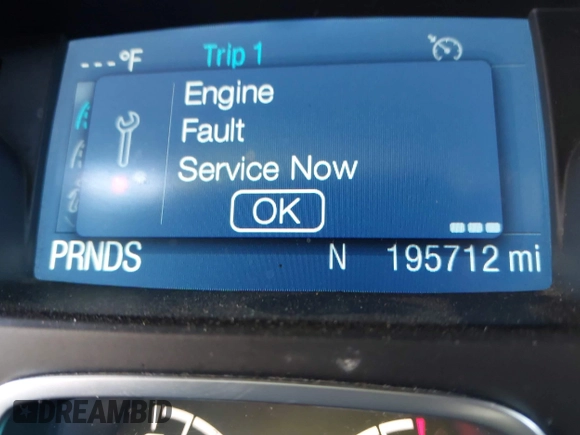 ---°F Trip 1
Engine
Fault
Service Now
OK
PRNDS N 195712 mi
DREAMBID